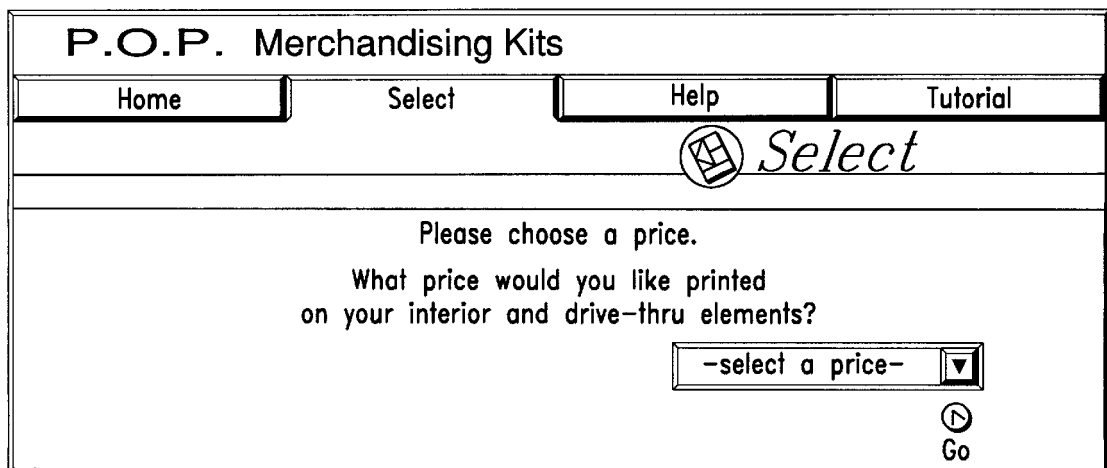 P.O.P. Merchandising Kits
Home Select Help Tutorial
Select
Please choose a price.
What price would you like printed
on your interior and drive-thru elements?
-select a price-
Go